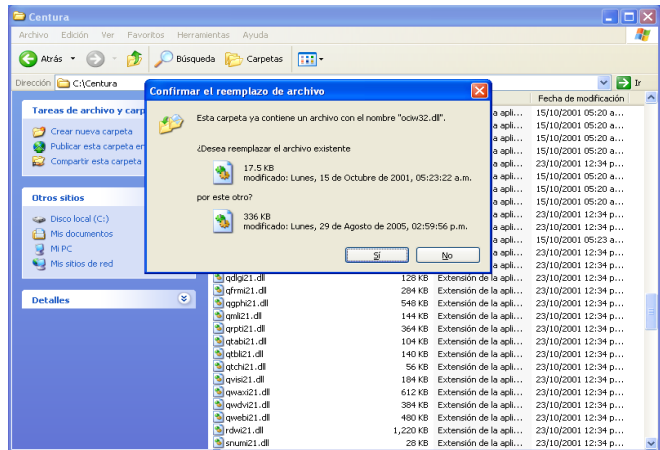 Centura
Archivo Edición Ver Favoritos Herramientas Ayuda
Atrás Búsqueda Carpetas
Dirección C:\Centura Ir
Tareas de archivo y carp
Crear nueva carpeta
Publicar esta carpeta en
Compartir esta carpeta
Otros sitios
Disco local (C:)
Mis documentos
Mi PC
Mis sitios de red
Detalles
Confirmar el reemplazo de archivo
Esta carpeta ya contiene un archivo con el nombre "ociw32.dll".
¿Desea reemplazar el archivo existente
17.5 KB
modificado: Lunes, 15 de Octubre de 2001, 05:23:22 a.m.
por este otro?
336 KB
modificado: Lunes, 29 de Agosto de 2005, 02:59:56 p.m.
Sí No
Fecha de modificación
a apli... 15/10/2001 05:20 a...
a apli... 15/10/2001 05:20 a...
a apli... 15/10/2001 05:20 a...
a apli... 23/10/2001 12:34 p...
a apli... 15/10/2001 05:20 a...
a apli... 15/10/2001 05:20 a...
a apli... 15/10/2001 05:20 a...
a apli... 23/10/2001 12:34 p...
a apli... 23/10/2001 12:34 p...
a apli... 15/10/2001 05:23 a...
a apli... 23/10/2001 12:34 p...
a apli... 23/10/2001 12:34 p...
qdigi21.dll 128 KB Extensión de la apli... 23/10/2001 12:34 p...
qfrmi21.dll 284 KB Extensión de la apli... 23/10/2001 12:34 p...
qgphi21.dll 548 KB Extensión de la apli... 23/10/2001 12:34 p...
qmli21.dll 144 KB Extensión de la apli... 23/10/2001 12:34 p...
qrpti21.dll 364 KB Extensión de la apli... 23/10/2001 12:34 p...
qtabi21.dll 104 KB Extensión de la apli... 23/10/2001 12:34 p...
qtbli21.dll 140 KB Extensión de la apli... 23/10/2001 12:34 p...
qtchi21.dll 56 KB Extensión de la apli... 23/10/2001 12:34 p...
qvisi21.dll 184 KB Extensión de la apli... 23/10/2001 12:34 p...
qwaxi21.dll 612 KB Extensión de la apli... 23/10/2001 12:34 p...
qwdvi21.dll 384 KB Extensión de la apli... 23/10/2001 12:34 p...
qwebi21.dll 480 KB Extensión de la apli... 23/10/2001 12:34 p...
rdwi21.dll 1,220 KB Extensión de la apli... 23/10/2001 12:34 p...
snumi21.dll 28 KB Extensión de la apli... 23/10/2001 12:34 p...